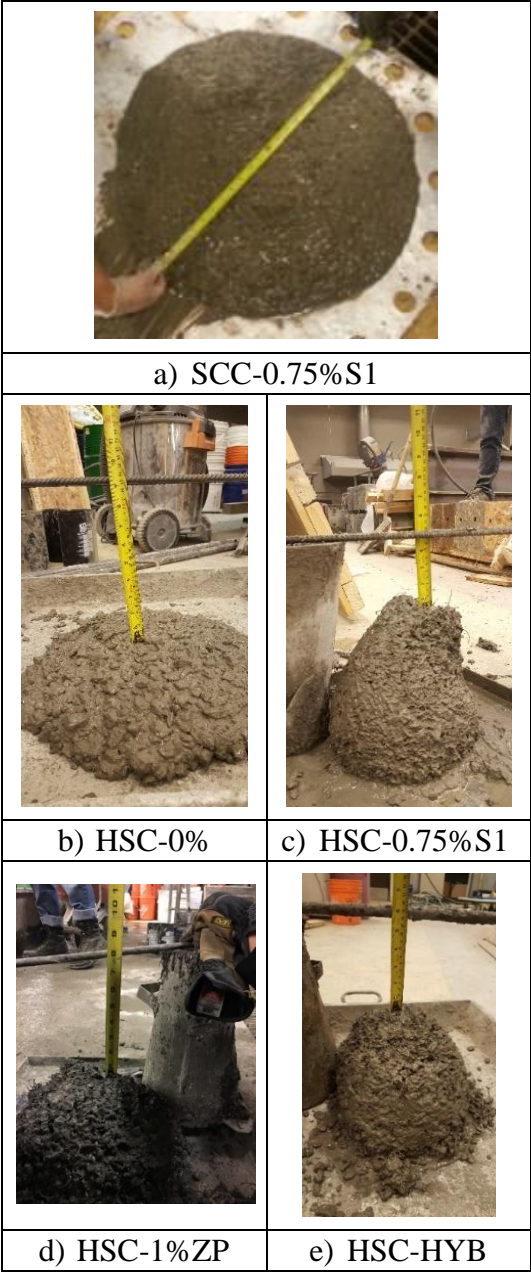 a) SCC-0.75%S1
b) HSC-0%
c) HSC-0.75%S1
d) HSC-1%ZP
e) HSC-HYB